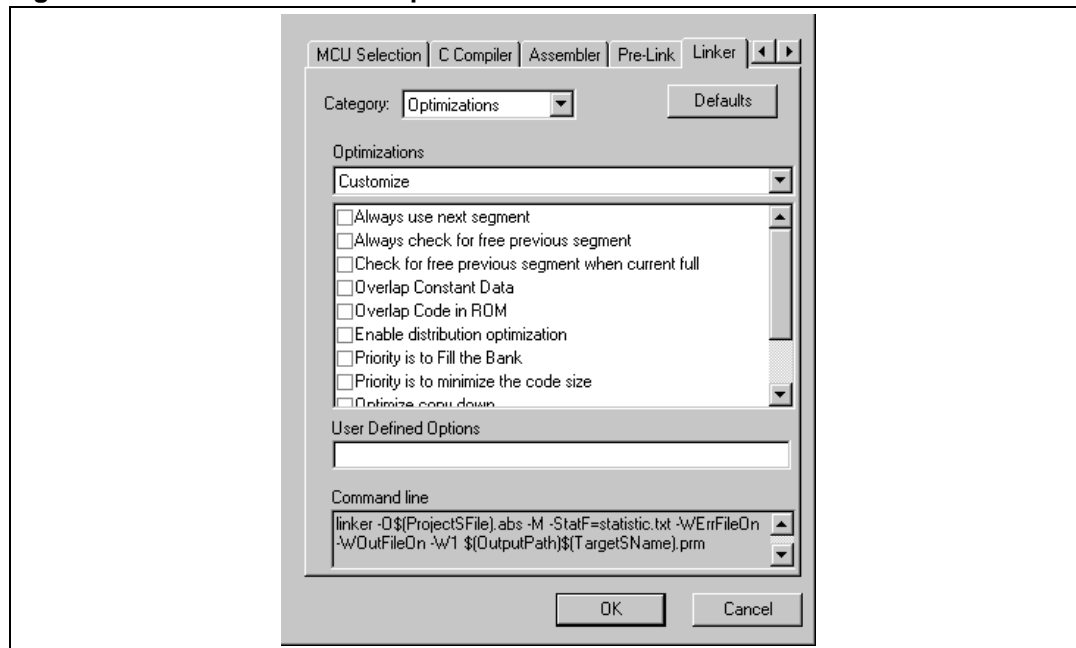 MCU Selection C Compiler Assembler Pre-Link Linker
Category: Optimizations Defaults
Optimizations
Customize
Always use next segment
Always check for free previous segment
Check for free previous segment when current full
Overlap Constant Data
Overlap Code in ROM
Enable distribution optimization
Priority is to Fill the Bank
Priority is to minimize the code size
Optimize copy down
User Defined Options
Command line
linker -O$(ProjectSFile).abs -M -StatF=statistic.txt -WErrFileOn
-WOutFileOn -W1 $(OutputPath)$(TargetSName).prm
OK Cancel